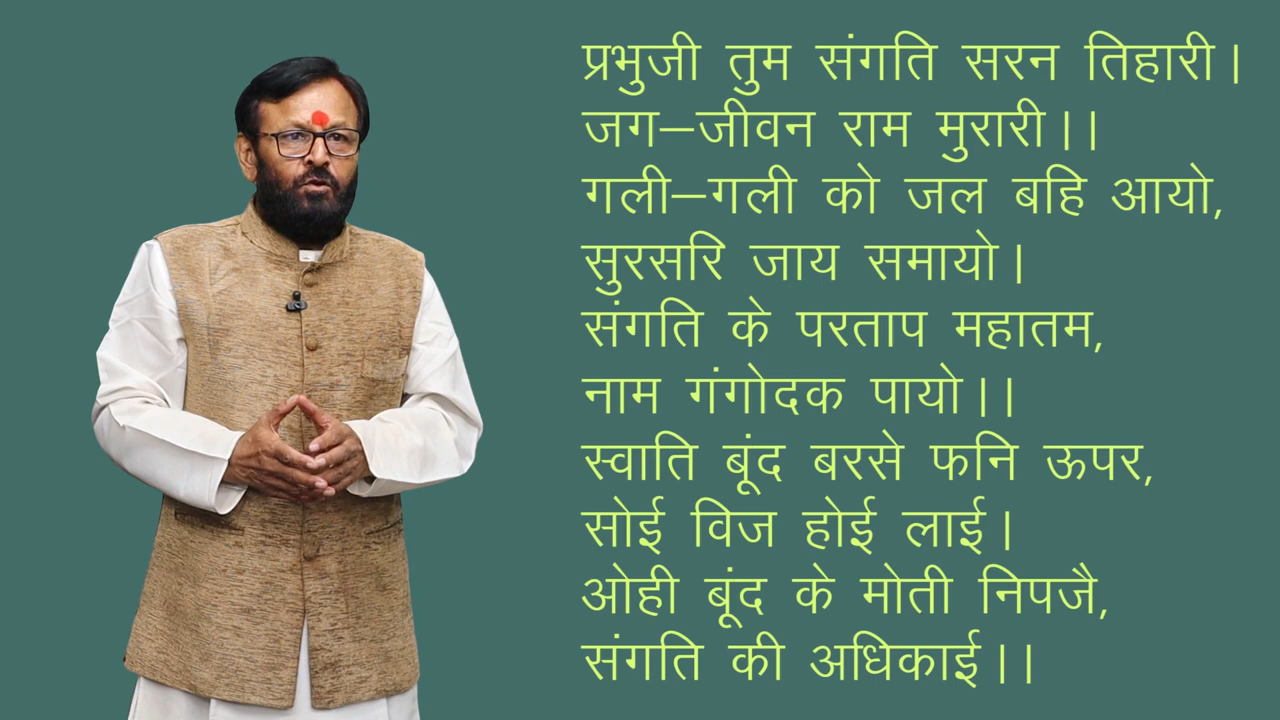 प्रभुजी तुम संगति सरन तिहारी।
जग–जीवन राम मुरारी।।
गली–गली को जल बहि आयो,
सुरसरि जाय समायो।
संगति के परताप महातम,
नाम गंगोदक पायो।।
स्वाति बूंद बरसे फनि ऊपर,
सोई विज होई लाई।
ओही बूंद के मोती निपजै,
संगति की अधिकाई।।